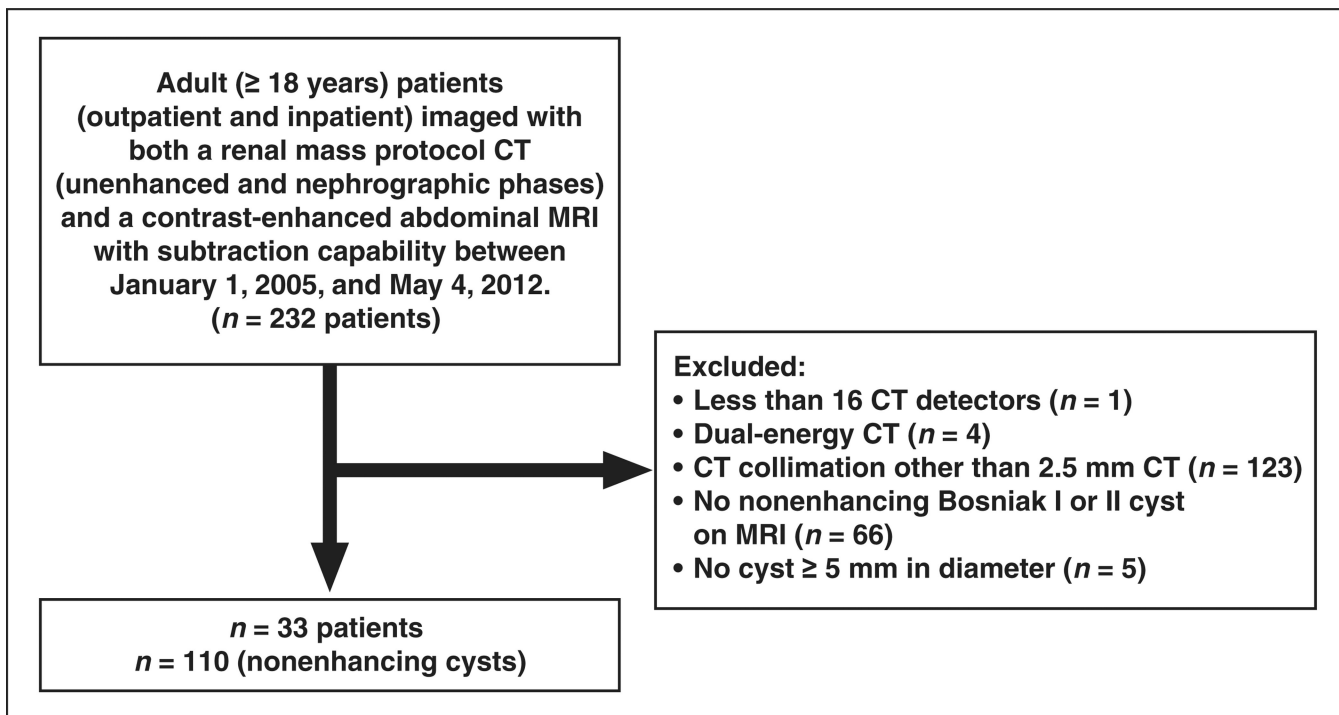 Adult (≥ 18 years) patients
(outpatient and inpatient) imaged with
both a renal mass protocol CT
(unenhanced and nephrographic phases)
and a contrast-enhanced abdominal MRI
with subtraction capability between
January 1, 2005, and May 4, 2012.
(n = 232 patients)
Excluded:
• Less than 16 CT detectors (n = 1)
• Dual-energy CT (n = 4)
• CT collimation other than 2.5 mm CT (n = 123)
• No nonenhancing Bosniak I or II cyst
on MRI (n = 66)
• No cyst ≥ 5 mm in diameter (n = 5)
n = 33 patients
n = 110 (nonenhancing cysts)